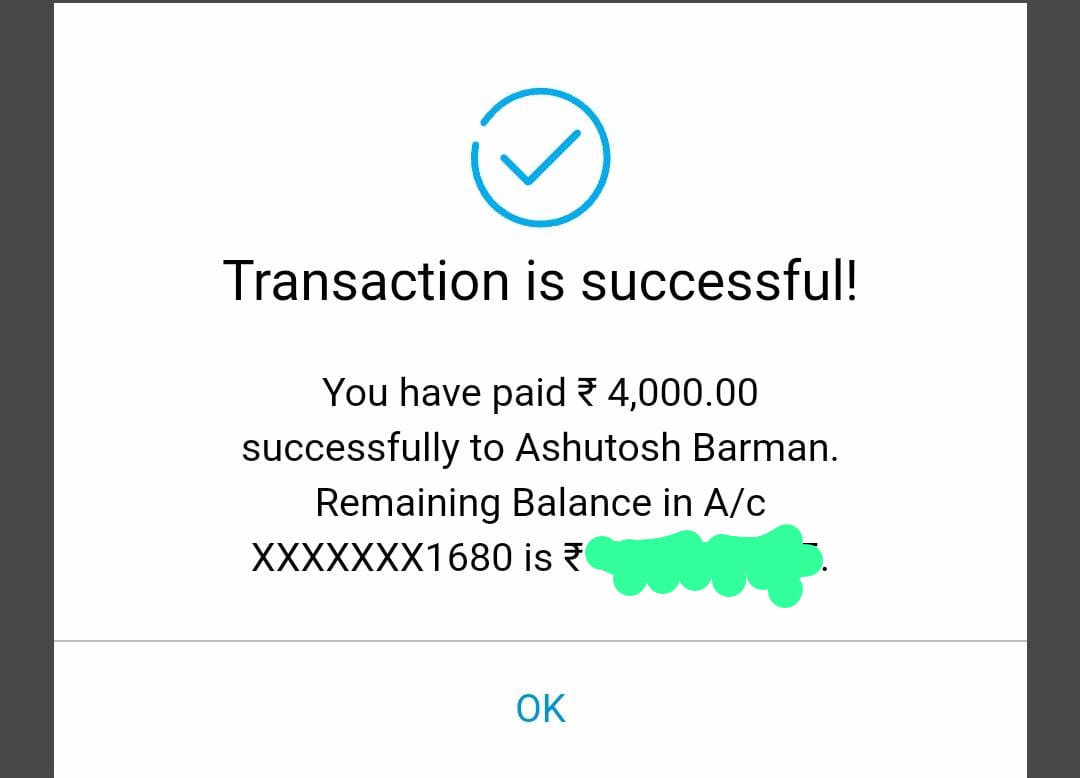 Transaction is successful!
You have paid ₹ 4,000.00
successfully to Ashutosh Barman.
Remaining Balance in A/c
XXXXXXX1680 is ₹ .
OK